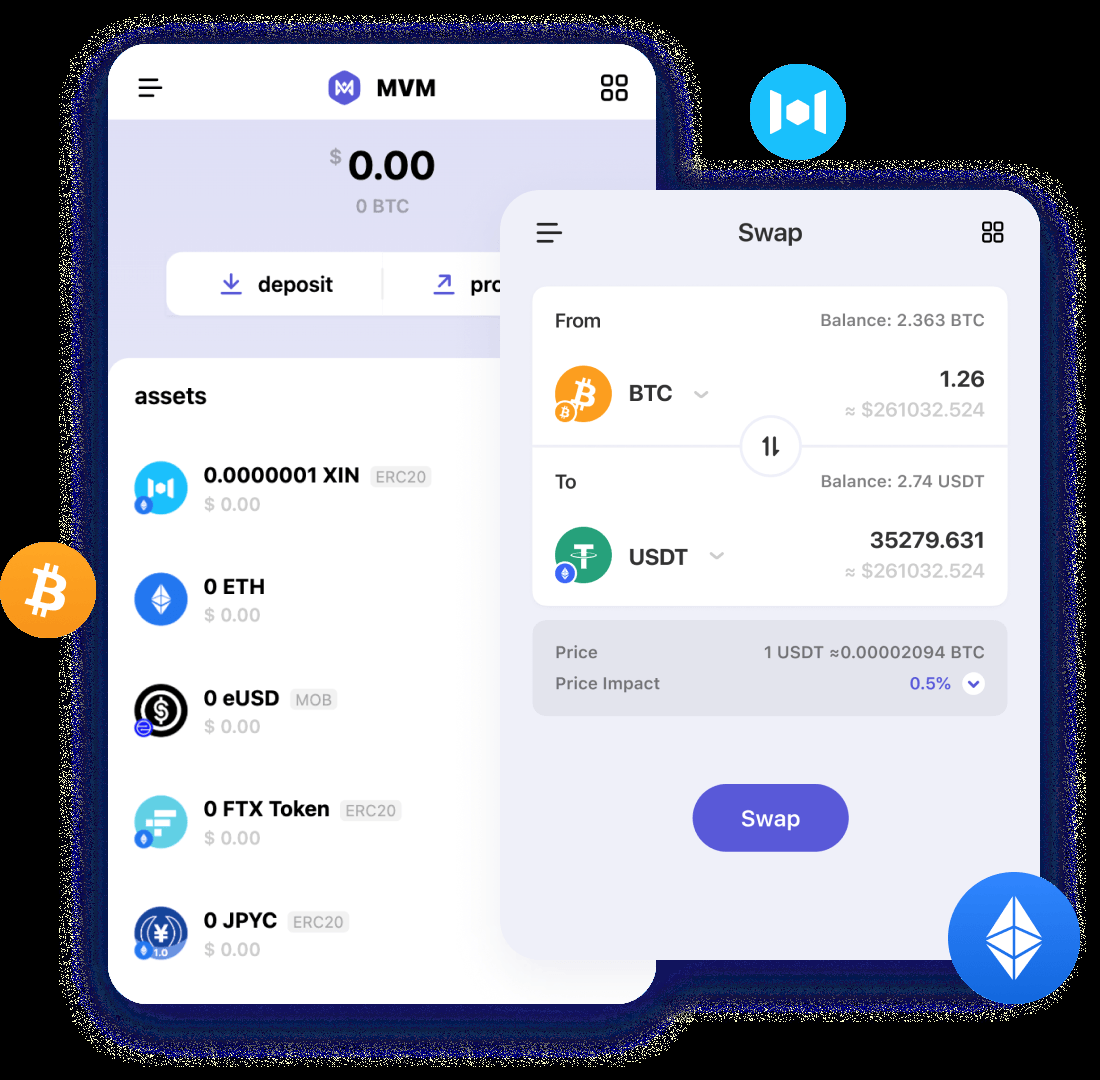 MVM
$ 0.00
0 BTC
deposit
pro
assets
0.0000001 XIN ERC20
$ 0.00
0 ETH
$ 0.00
0 eUSD MOB
$ 0.00
0 FTX Token ERC20
$ 0.00
1.0
0 JPYC ERC20
$ 0.00
Swap
From
Balance: 2.363 BTC
BTC
1.26
≈ $261032.524
To
Balance: 2.74 USDT
USDT
35279.631
≈ $261032.524
Price
1 USDT ≈0.00002094 BTC
Price Impact
0.5%
Swap